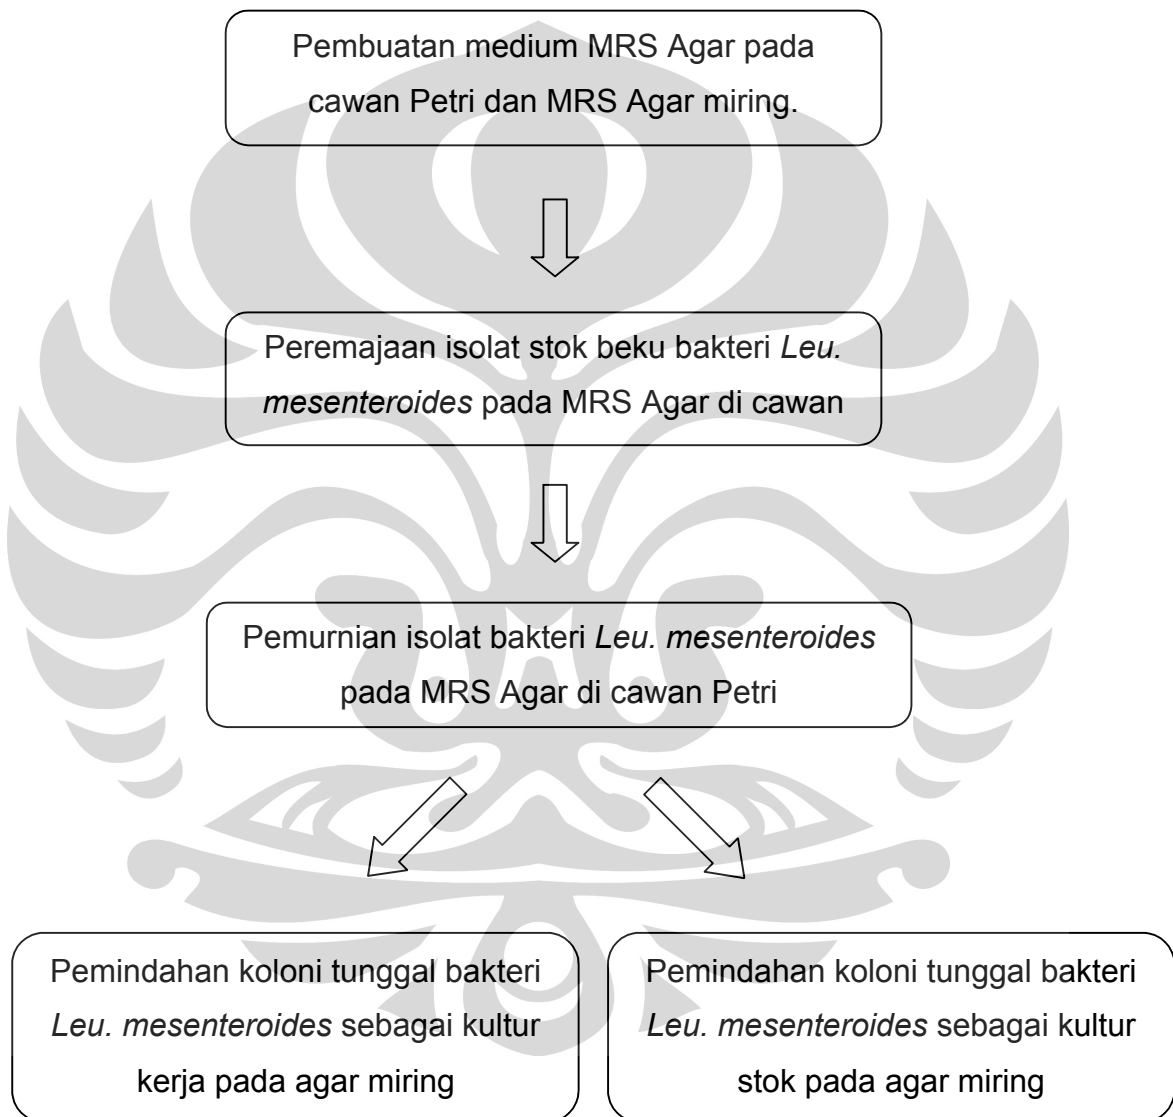 Pembuatan medium MRS Agar pada
cawan Petri dan MRS Agar miring.
Peremajaan isolat stok beku bakteri Leu.
mesenteroides pada MRS Agar di cawan
Pemurnian isolat bakteri Leu. mesenteroides
pada MRS Agar di cawan Petri
Pemindahan koloni tunggal bakteri
Leu. mesenteroides sebagai kultur
kerja pada agar miring
Pemindahan koloni tunggal bakteri
Leu. mesenteroides sebagai kultur
stok pada agar miring